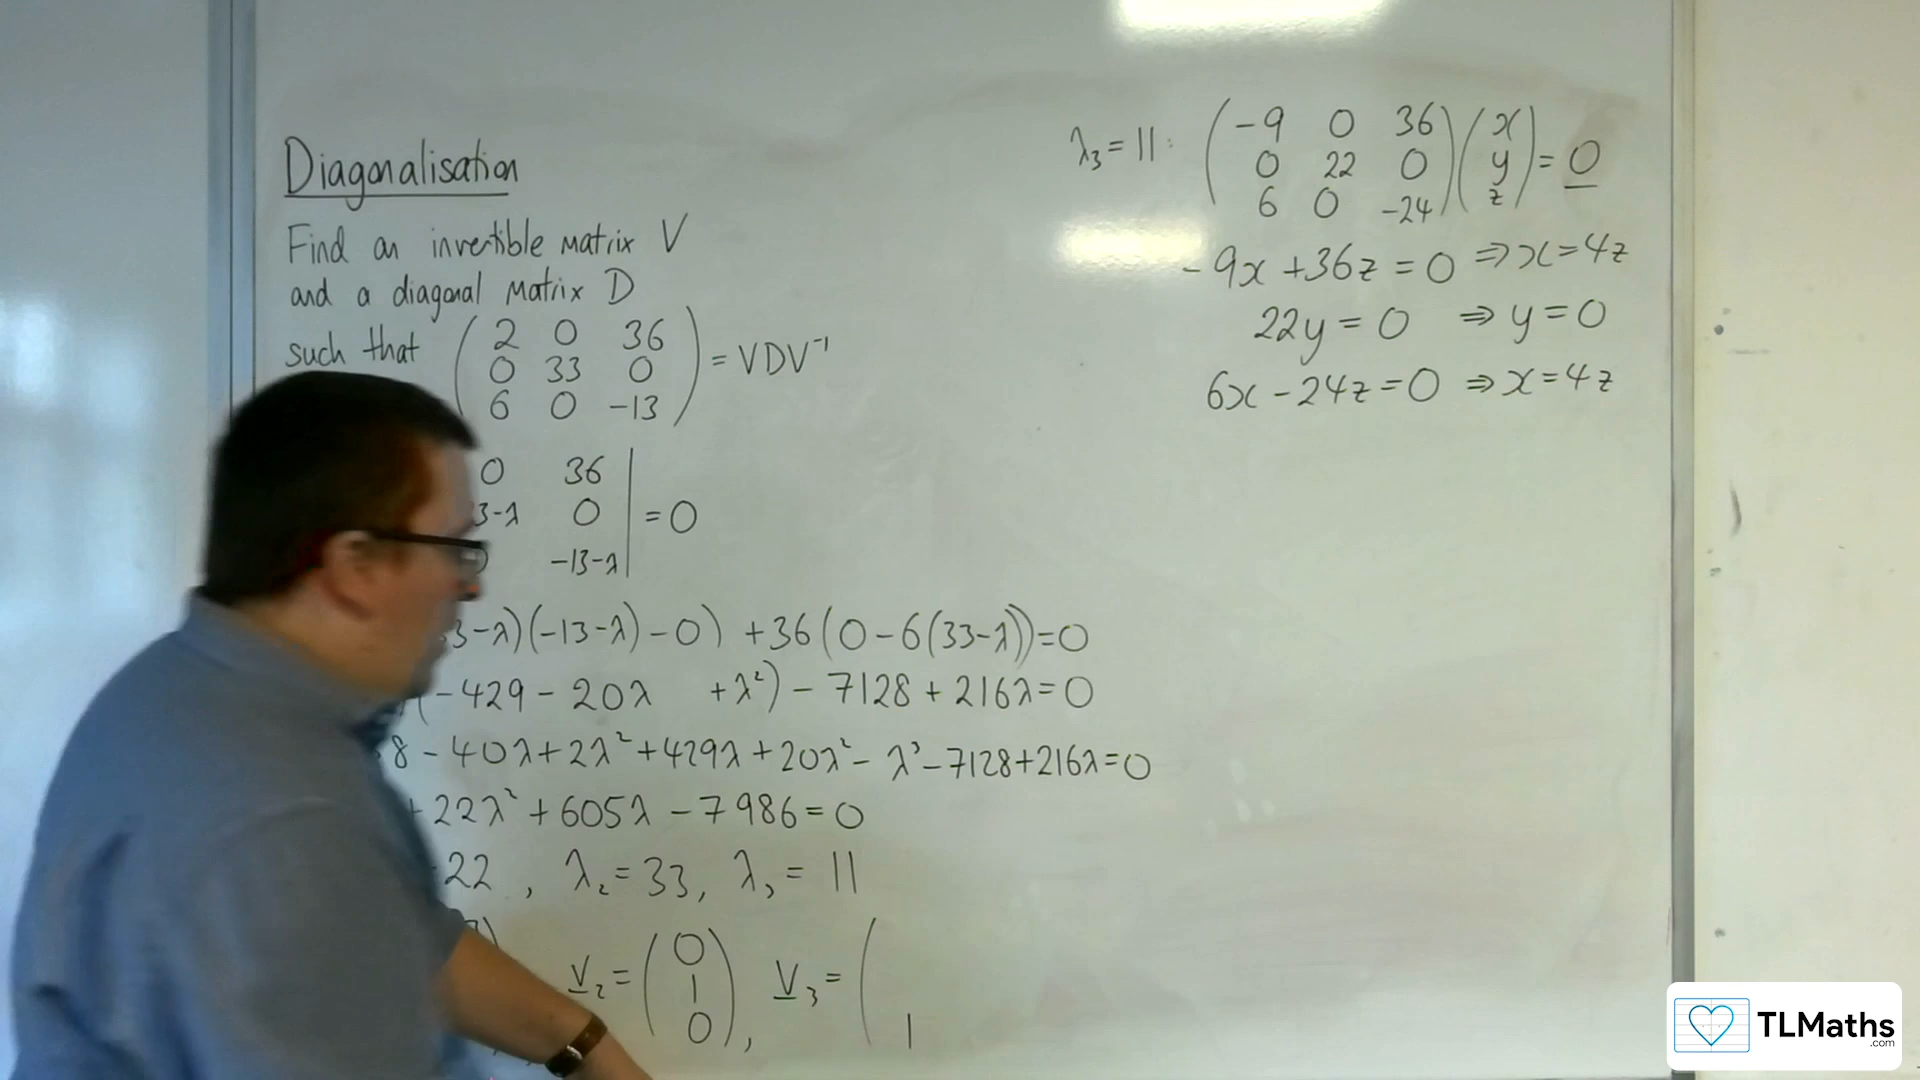 Diagonalisation
Find an invertible matrix V
and a diagonal matrix D
such that
2 0 36
0 33 0
6 0 -13
= VDV⁻¹
0 36
3-λ 0
-13-λ
= 0
3-λ)(-13-λ)-0) +36(0-6(33-λ))=0
(-429 - 20λ +λ²) - 7128 + 216λ = 0
8 - 40λ + 2λ² + 429λ + 20λ² - λ³ - 7128 + 216λ = 0
+ 22λ² + 605λ - 7986 = 0
-22 , λ₂ = 33, λ₃ = 11
v₂ = (0 1 0), v₃ = ( 1
λ₃ = 11:
-9 0 36
0 22 0
6 0 -24
x
y
z
= 0
-9x + 36z = 0 ⇒ x = 4z
22y = 0 ⇒ y = 0
6x - 24z = 0 ⇒ x = 4z
TLMaths
.com